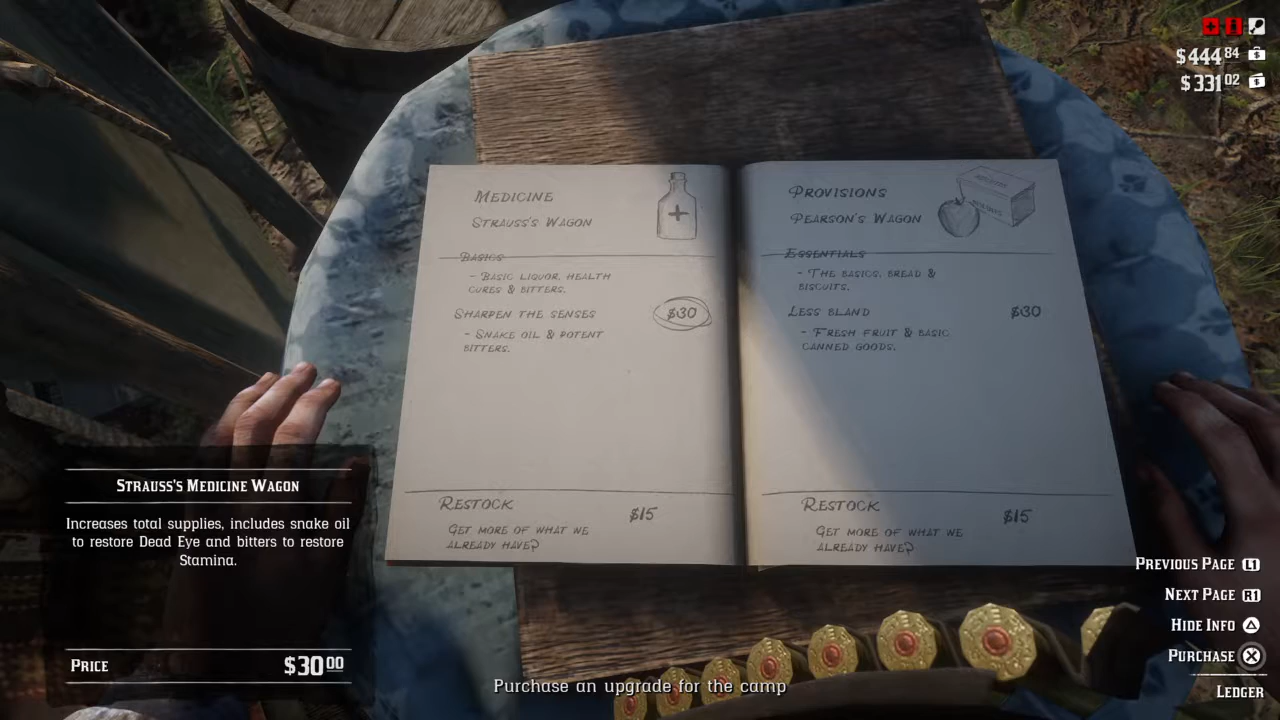 $444 84
$331 02
MEDICINE
STRAUSS'S WAGON
BASICS
- BASIC LIQUOR, HEALTH
CURES & BITTERS.
SHARPEN THE SENSES $30
- SNAKE OIL & POTENT
BITTERS.
RESTOCK $15
GET MORE OF WHAT WE
ALREADY HAVE?
PROVISIONS
PEARSON'S WAGON
ESSENTIALS
- THE BASICS, BREAD &
BISCUITS.
LESS BLAND $30
- FRESH FRUIT & BASIC
CANNED GOODS.
RESTOCK $15
GET MORE OF WHAT WE
ALREADY HAVE?
STRAUSS'S MEDICINE WAGON
Increases total supplies, includes snake oil
to restore Dead Eye and bitters to restore
Stamina.
PRICE $30 00
PREVIOUS PAGE L1
NEXT PAGE R1
HIDE INFO
PURCHASE
LEDGER
Purchase an upgrade for the camp